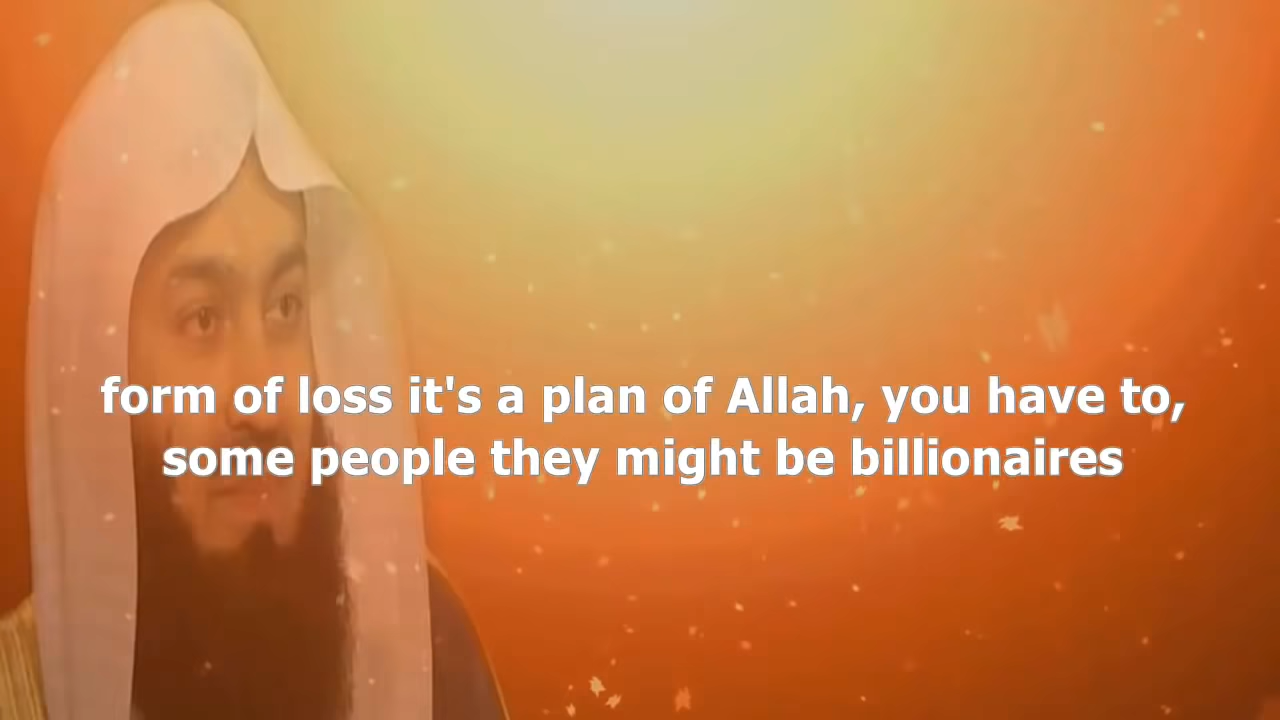 form of loss it's a plan of Allah, you have to,
some people they might be billionaires